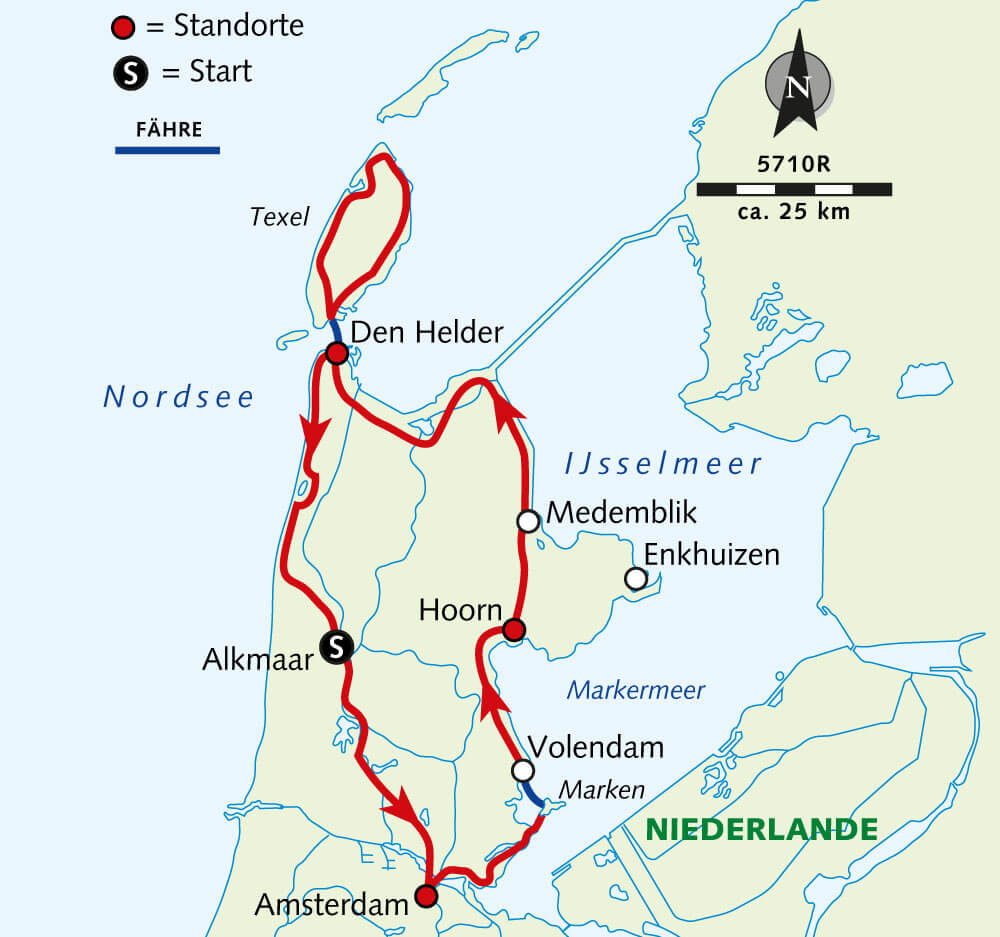 = Standorte
S = Start
FÄHRE
N
5710R
ca. 25 km
Texel
Den Helder
Nordsee
IJsselmeer
Medemblik
Enkhuizen
Hoorn
S
Alkmaar
Markermeer
Volendam
Marken
NIEDERLANDE
Amsterdam